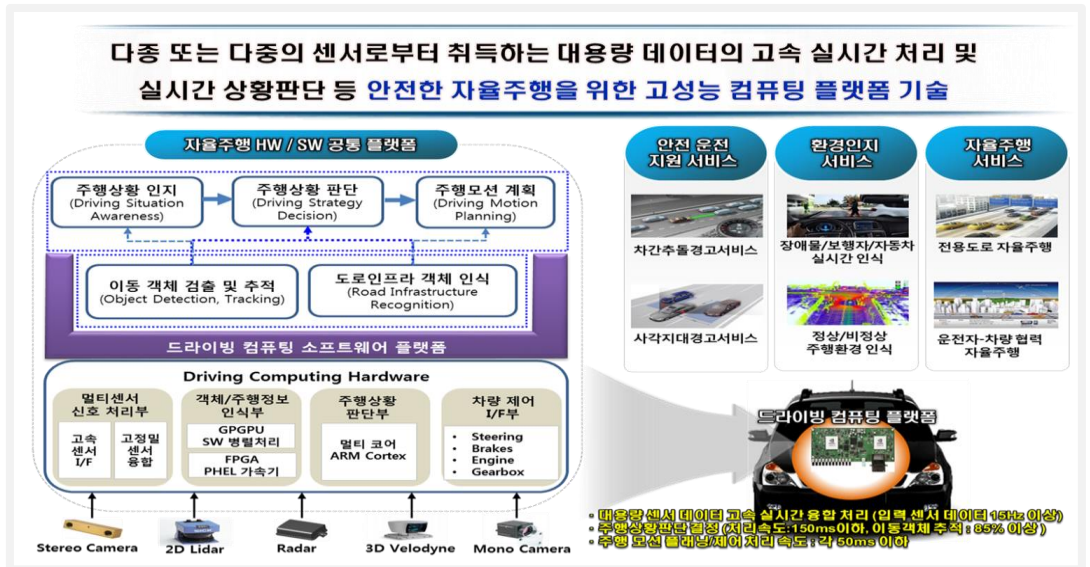 다종 또는 다중의 센서로부터 취득하는 대용량 데이터의 고속 실시간 처리 및
실시간 상황판단 등 안전한 자율주행을 위한 고성능 컴퓨팅 플랫폼 기술
자율주행 HW / SW 공통 플랫폼
주행상황 인지
(Driving Situation
Awareness)
주행상황 판단
(Driving Strategy
Decision)
주행모션 계획
(Driving Motion
Planning)
이동 객체 검출 및 추적
(Object Detection, Tracking)
도로인프라 객체 인식
(Road Infrastructure
Recognition)
드라이빙 컴퓨팅 소프트웨어 플랫폼
Driving Computing Hardware
멀티센서
신호 처리부
고속
센서
I/F
고정밀
센서
융합
객체/주행정보
인식부
GPGPU
SW 병렬처리
FPGA
PHEL 가속기
주행상황
판단부
멀티 코어
ARM Cortex
차량 제어
I/F부
• Steering
• Brakes
• Engine
• Gearbox
Stereo Camera
2D Lidar
Radar
3D Velodyne
Mono Camera
안전 운전
지원 서비스
차간추돌경고서비스
사각지대경고서비스
환경인지
서비스
장애물/보행자/자동차
실시간 인식
정상/비정상
주행환경 인식
자율주행
서비스
전용도로 자율주행
운전자-차량 협력
자율주행
드라이빙 컴퓨팅 플랫폼
· 대용량 센서 데이터 고속 실시간 융합 처리 (입력 센서 데이터 15Hz 이상)
· 주행상황판단 결정 (처리속도: 150ms이하, 이동객체 추적 : 85% 이상 )
· 주행 모션 플래닝/제어 처리 속도 : 각 50ms 이하